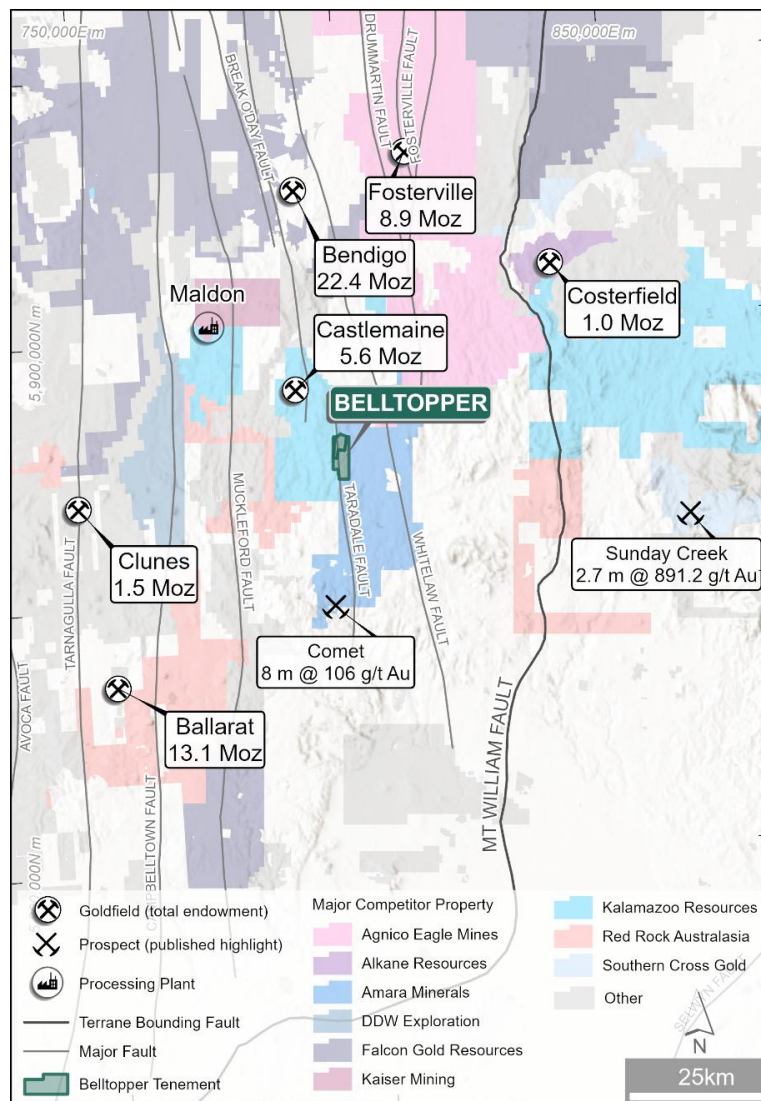 750,000E m
850,000E m
DRUMMARTIN FAULT
FOSTERVILLE FAULT
BREAK O'DAY FAULT
Fosterville
8.9 Moz
Bendigo
22.4 Moz
Costerfield
1.0 Moz
Maldon
Castlemaine
5.6 Moz
5,900,000N m
BELLTOPPER
MUCKLEFORD FAULT
TARADALE FAULT
WHITELAW FAULT
Clunes
1.5 Moz
Sunday Creek
2.7 m @ 891.2 g/t Au
TARNAGULLA FAULT
Comet
8 m @ 106 g/t Au
AVOCA FAULT
Ballarat
13.1 Moz
MT WILLIAM FAULT
CAMPBELLTOWN FAULT
N m
Goldfield (total endowment)
Prospect (published highlight)
Processing Plant
Terrane Bounding Fault
Major Fault
Belltopper Tenement
Major Competitor Property
Agnico Eagle Mines
Alkane Resources
Amara Minerals
DDW Exploration
Falcon Gold Resources
Kaiser Mining
Kalamazoo Resources
Red Rock Australasia
Southern Cross Gold
Other
SELWYN FAULT
N
25km